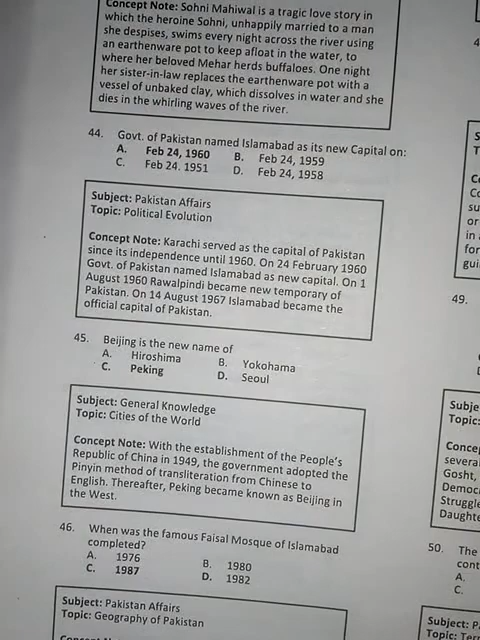 Concept Note: Sohni Mahiwal is a tragic love story in
which the heroine Sohni, unhappily married to a man
she despises, swims every night across the river using
an earthenware pot to keep afloat in the water, to
where her beloved Mehar herds buffaloes. One night
her sister-in-law replaces the earthenware pot with a
vessel of unbaked clay, which dissolves in water and she
dies in the whirling waves of the river.
44. Govt. of Pakistan named Islamabad as its new Capital on:
A. Feb 24, 1960 B. Feb 24, 1959
C. Feb 24. 1951 D. Feb 24, 1958
Subject: Pakistan Affairs
Topic: Political Evolution
Concept Note: Karachi served as the capital of Pakistan
since its independence until 1960. On 24 February 1960
Govt. of Pakistan named Islamabad as new capital. On 1
August 1960 Rawalpindi became new temporary of
Pakistan. On 14 August 1967 Islamabad became the
official capital of Pakistan.
45. Beijing is the new name of
A. Hiroshima B. Yokohama
C. Peking D. Seoul
Subject: General Knowledge
Topic: Cities of the World
Concept Note: With the establishment of the People's
Republic of China in 1949, the government adopted the
Pinyin method of transliteration from Chinese to
English. Thereafter, Peking became known as Beijing in
the West.
46. When was the famous Faisal Mosque of Islamabad
completed?
A. 1976 B. 1980
C. 1987 D. 1982
Subject: Pakistan Affairs
Topic: Geography of Pakistan
49.
Subje
Topic:
Concep
severa
Gosht,
Democ
Struggle
Daughte
50. The
cont
A.
C.
Subject: P